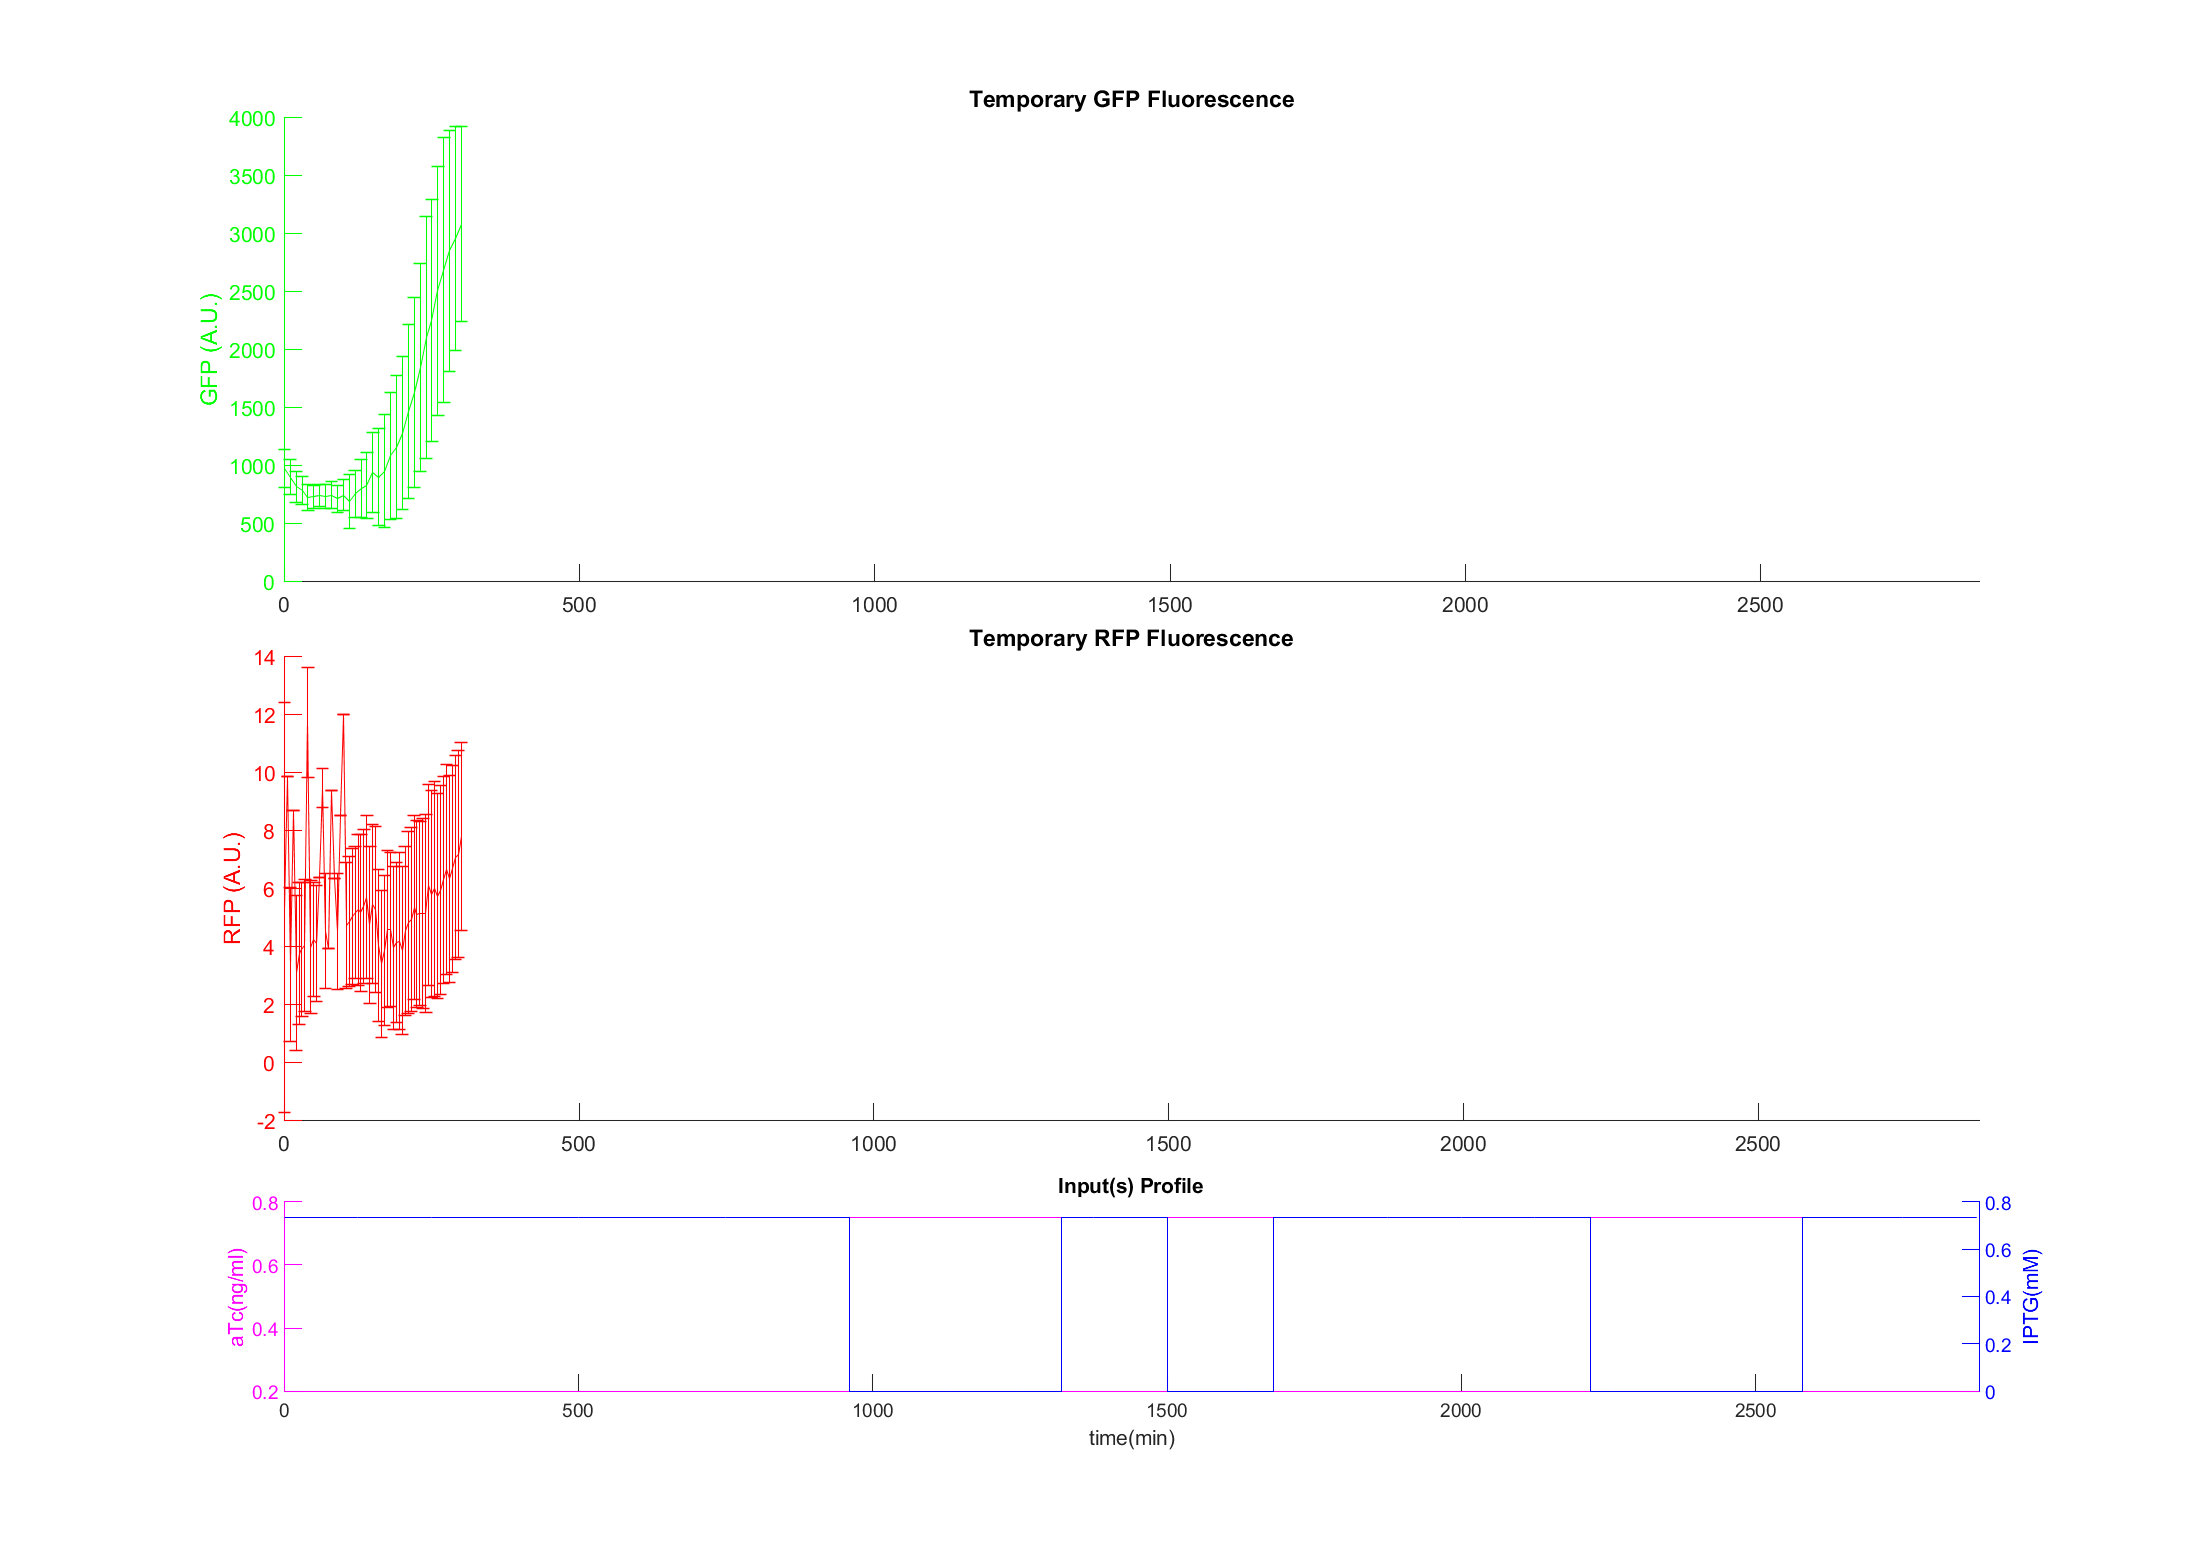 Temporary GFP Fluorescence
4000
3500
3000
2500
2000
1500
1000
500
0
GFP (A.U.)
0 500 1000 1500 2000 2500
Temporary RFP Fluorescence
14
12
10
8
6
4
2
0
-2
RFP (A.U.)
0 500 1000 1500 2000 2500
Input(s) Profile
0.8
0.6
0.4
0.2
aTc(ng/ml)
0.8
0.6
0.4
0.2
0
IPTG(mM)
0 500 1000 1500 2000 2500
time(min)